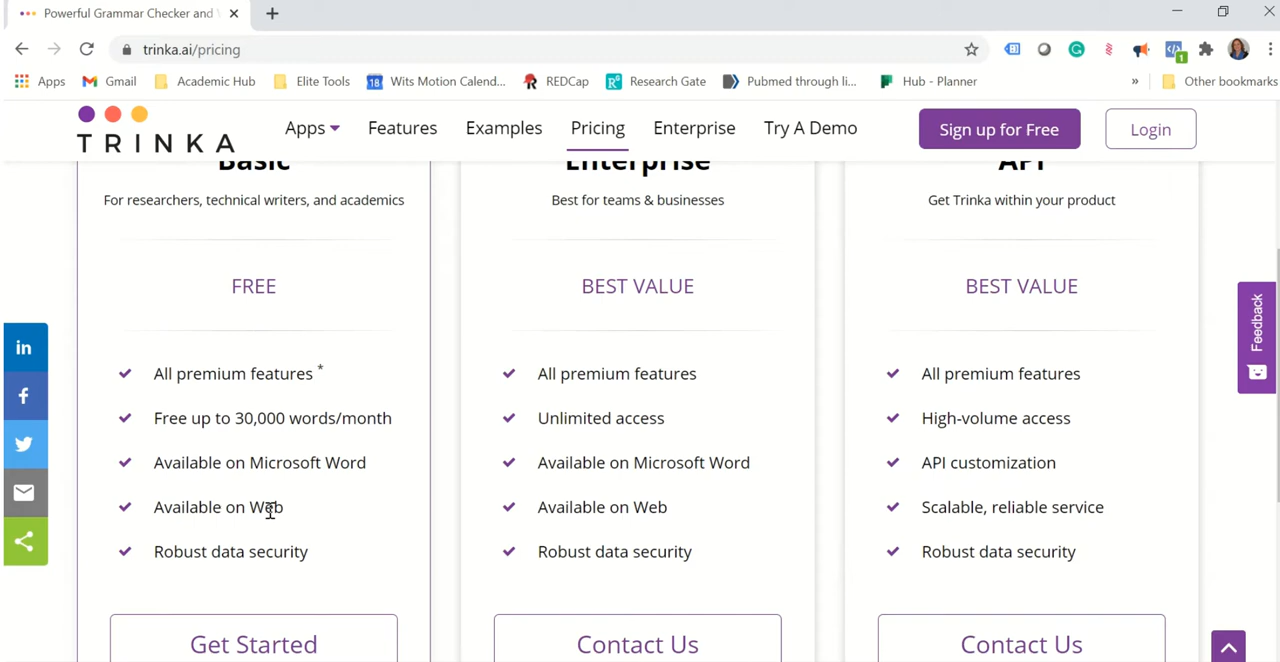 Powerful Grammar Checker and
trinka.ai/pricing
Apps
Gmail
Academic Hub
Elite Tools
18
Wits Motion Calend...
REDCap
Research Gate
Pubmed through li...
Hub - Planner
»
Other bookmarks
TRINKA
Apps
Features
Examples
Pricing
Enterprise
Try A Demo
Sign up for Free
Login
Basic
Enterprise
API
For researchers, technical writers, and academics
Best for teams & businesses
Get Trinka within your product
FREE
BEST VALUE
BEST VALUE
All premium features *
All premium features
All premium features
Free up to 30,000 words/month
Unlimited access
High-volume access
Available on Microsoft Word
Available on Microsoft Word
API customization
Available on Web
Available on Web
Scalable, reliable service
Robust data security
Robust data security
Robust data security
Get Started
Contact Us
Contact Us
in
f
Feedback
1